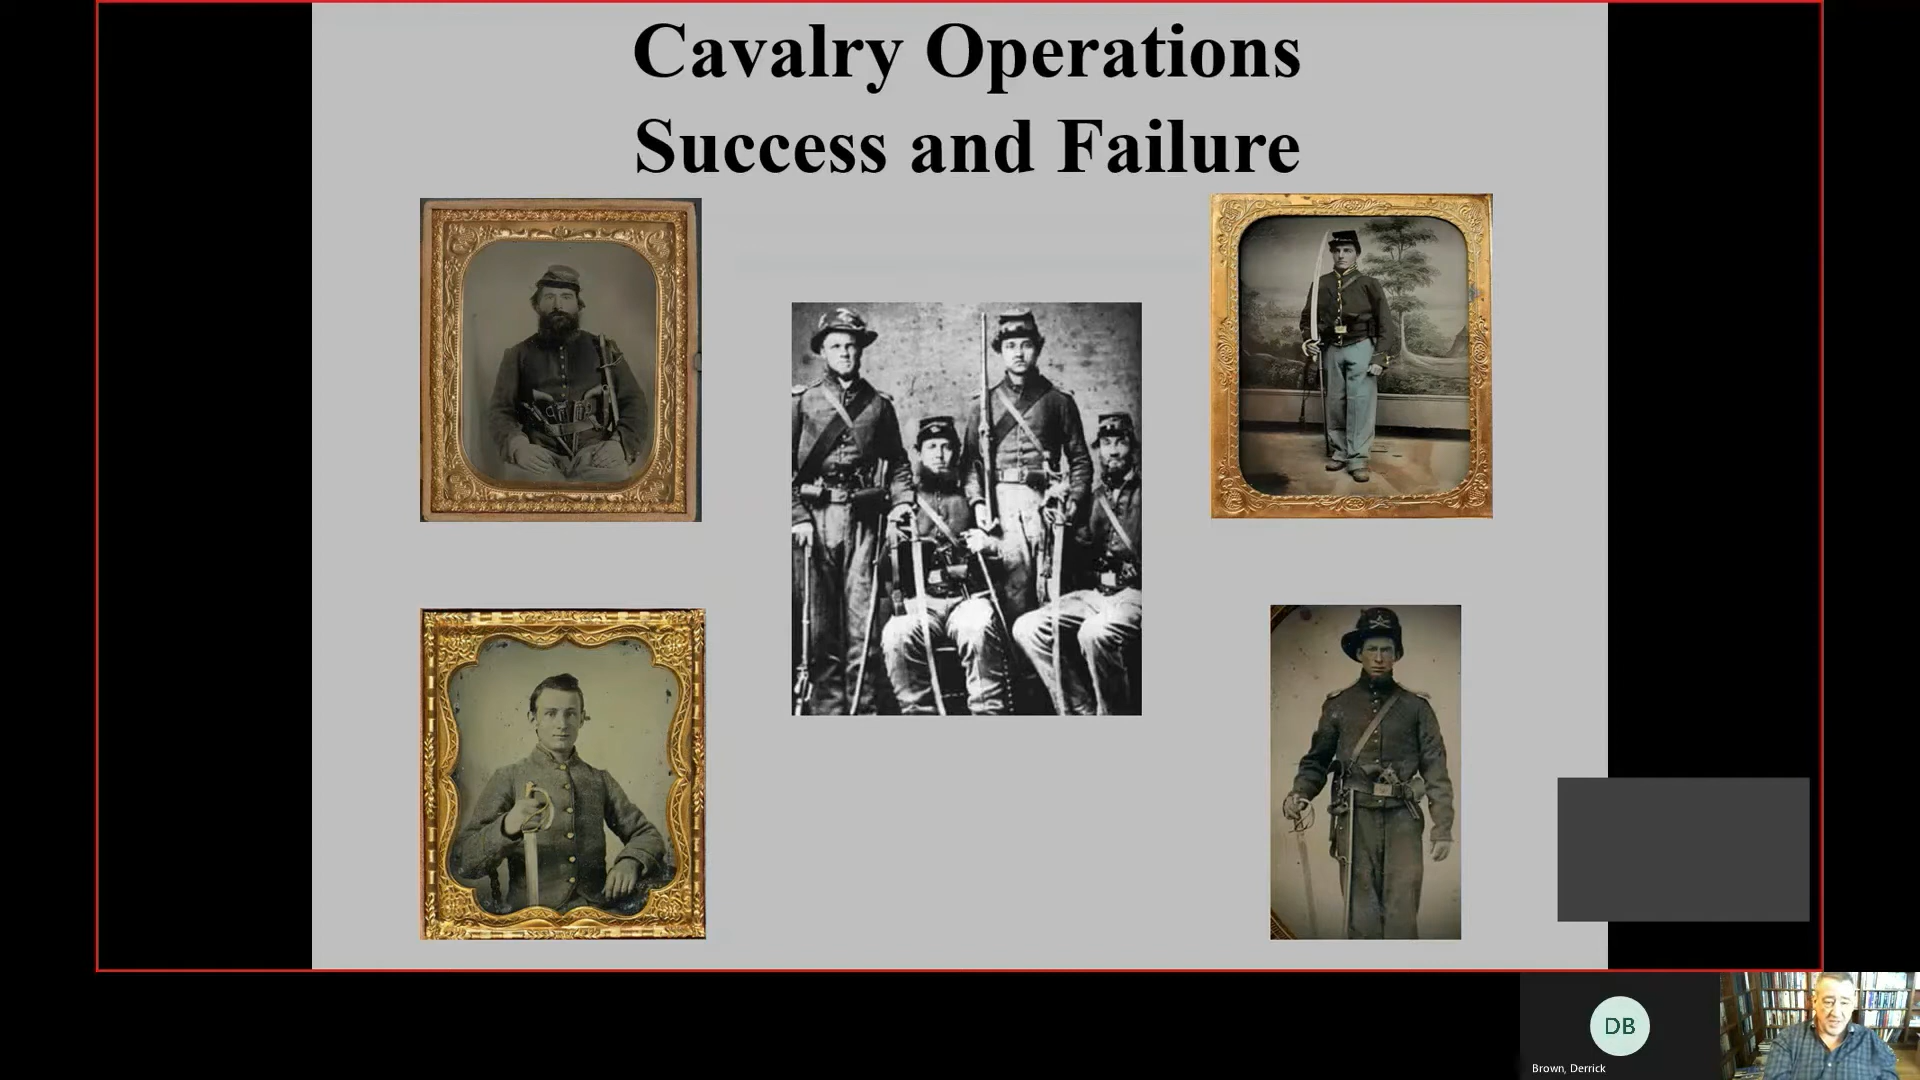 Cavalry Operations
Success and Failure
DB
Brown, Derrick